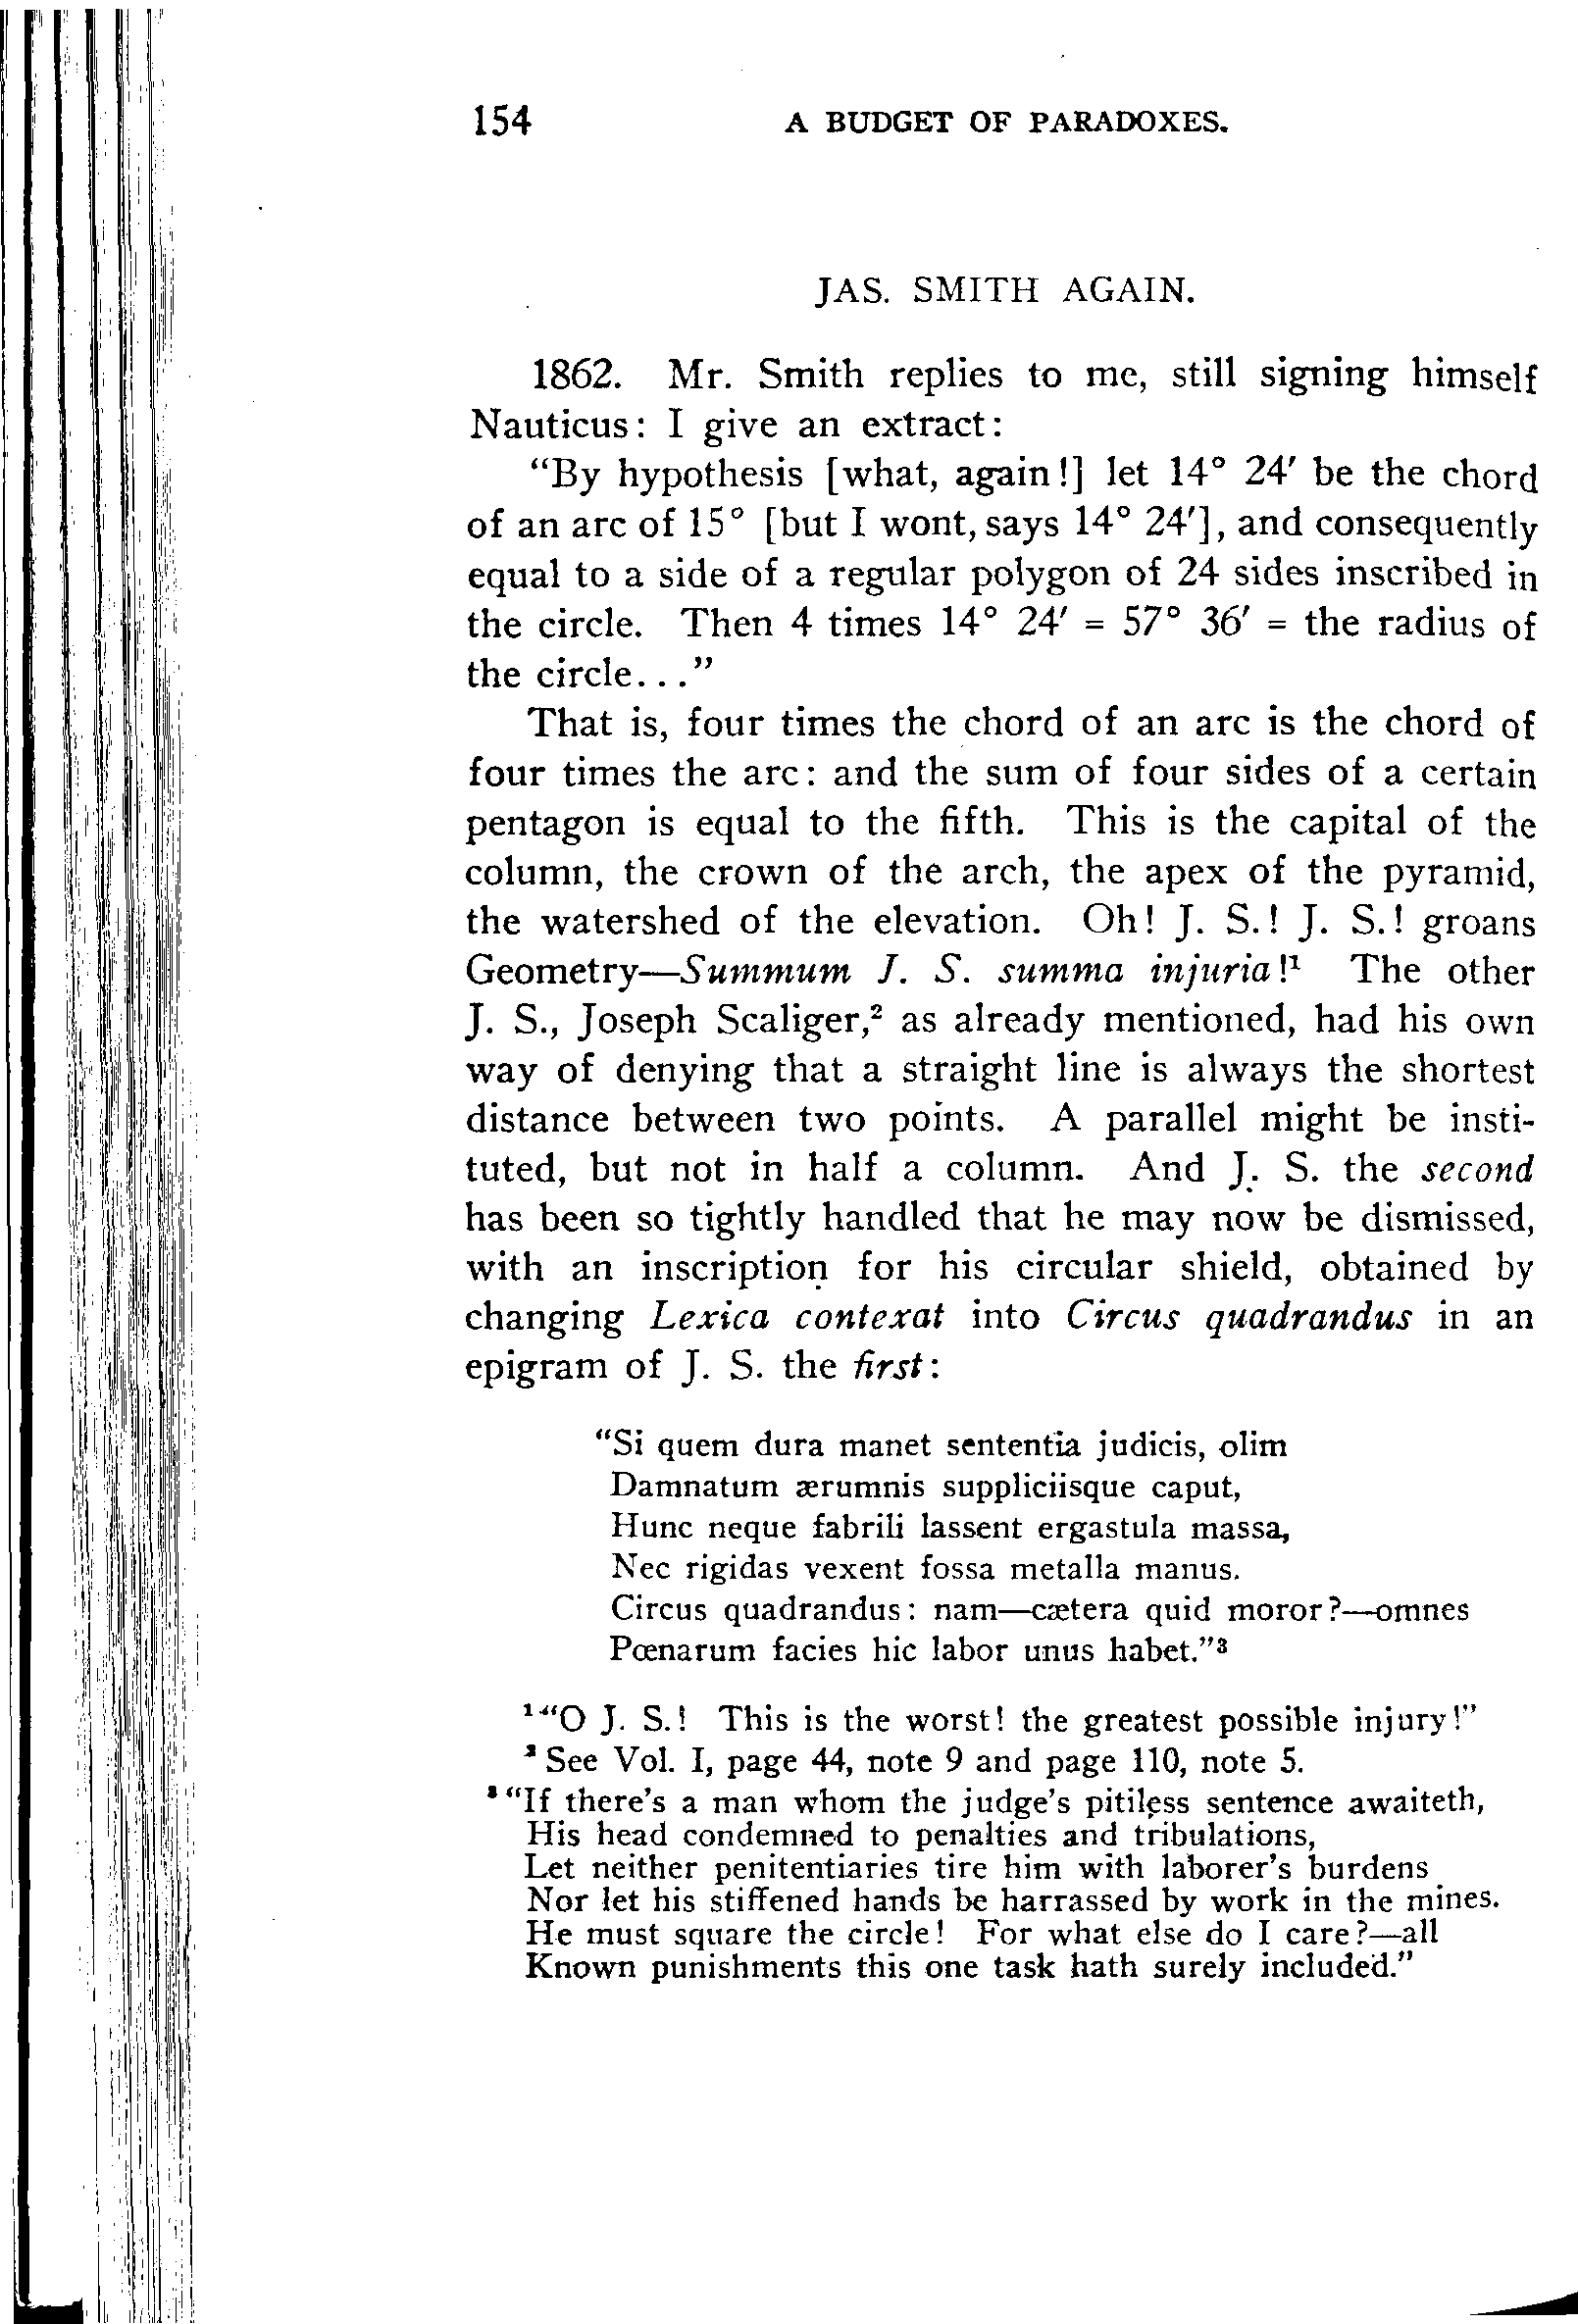 154 A BUDGET OF PARADOXES.
JAS. SMITH AGAIN.
1862. Mr. Smith replies to me, still signing himself
Nauticus: I give an extract:
"By hypothesis [what, again!] let 14° 24′ be the chord
of an arc of 15° [but I wont, says 14° 24′], and consequently
equal to a side of a regular polygon of 24 sides inscribed in
the circle. Then 4 times 14° 24′ = 57° 36′ = the radius of
the circle..."
That is, four times the chord of an arc is the chord of
four times the arc: and the sum of four sides of a certain
pentagon is equal to the fifth. This is the capital of the
column, the crown of the arch, the apex of the pyramid,
the watershed of the elevation. Oh! J. S.! J. S.! groans
Geometry—Summum J. S. summa injuria!¹ The other
J. S., Joseph Scaliger,² as already mentioned, had his own
way of denying that a straight line is always the shortest
distance between two points. A parallel might be insti-
tuted, but not in half a column. And J. S. the second
has been so tightly handled that he may now be dismissed,
with an inscription for his circular shield, obtained by
changing Lexica contexat into Circus quadrandus in an
epigram of J. S. the first:
"Si quem dura manet sententia judicis, olim
Damnatum ærumnis suppliciisque caput,
Hunc neque fabrili lassent ergastula massa,
Nec rigidas vexent fossa metalla manus.
Circus quadrandus: nam—cætera quid moror?—omnes
Pœnarum facies hic labor unus habet."³
¹ "O J. S.! This is the worst! the greatest possible injury!"
² See Vol. I, page 44, note 9 and page 110, note 5.
³ "If there's a man whom the judge's pitiless sentence awaiteth,
His head condemned to penalties and tribulations,
Let neither penitentiaries tire him with laborer's burdens
Nor let his stiffened hands be harrassed by work in the mines.
He must square the circle! For what else do I care?—all
Known punishments this one task hath surely included."